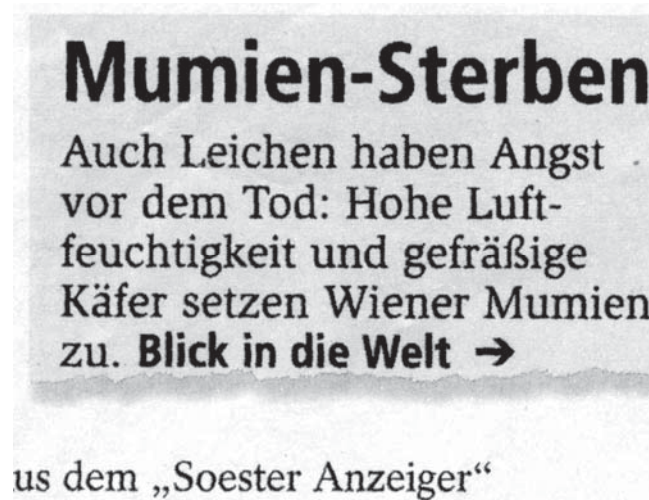 Mumien-Sterben
Auch Leichen haben Angst
vor dem Tod: Hohe Luft-
feuchtigkeit und gefräßige
Käfer setzen Wiener Mumien
zu. Blick in die Welt →
us dem „Soester Anzeiger“